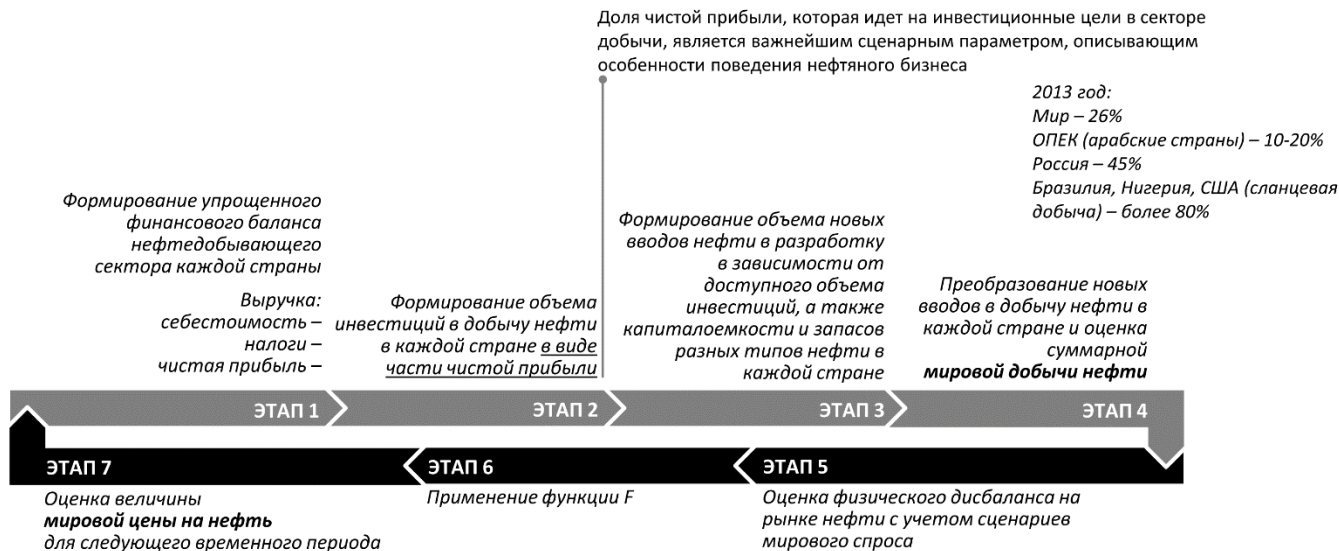 Доля чистой прибыли, которая идет на инвестиционные цели в секторе
добычи, является важнейшим сценарным параметром, описывающим
особенности поведения нефтяного бизнеса
2013 год:
Мир – 26%
ОПЕК (арабские страны) – 10-20%
Россия – 45%
Бразилия, Нигерия, США (сланцевая
добыча) – более 80%
Формирование упрощенного
финансового баланса
нефтедобывающего
сектора каждой страны
Выручка:
себестоимость –
налоги –
чистая прибыль –
Формирование объема
инвестиций в добычу нефти
в каждой стране в виде
части чистой прибыли
Формирование объема новых
вводов нефти в разработку
в зависимости от
доступного объема
инвестиций, а также
капиталоемкости и запасов
разных типов нефти в
каждой стране
Преобразование новых
вводов в добычу нефти в
каждой стране и оценка
суммарной
мировой добычи нефти
ЭТАП 1
ЭТАП 2
ЭТАП 3
ЭТАП 4
ЭТАП 7
ЭТАП 6
ЭТАП 5
Оценка величины
мировой цены на нефть
для следующего временного периода
Применение функции F
Оценка физического дисбаланса на
рынке нефти с учетом сценариев
мирового спроса